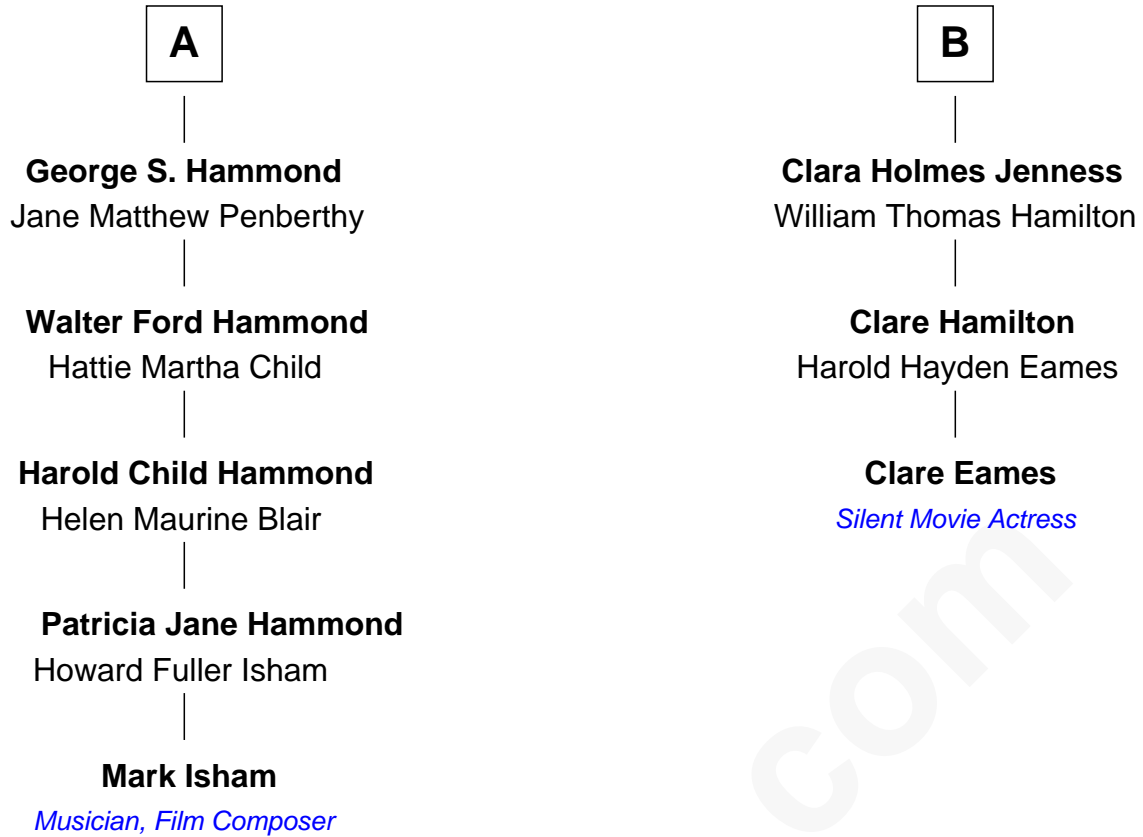 A
George S. Hammond
Jane Matthew Penberthy
Walter Ford Hammond
Hattie Martha Child
Harold Child Hammond
Helen Maurine Blair
Patricia Jane Hammond
Howard Fuller Isham
Mark Isham
Musician, Film Composer
B
Clara Holmes Jenness
William Thomas Hamilton
Clare Hamilton
Harold Hayden Eames
Clare Eames
Silent Movie Actress
com